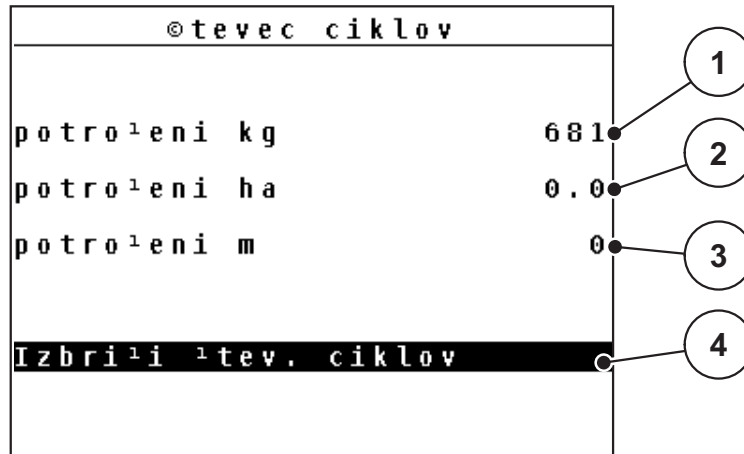 ©tevec ciklov
potro¹eni kg 681
potro¹eni ha 0.0
potro¹eni m 0
Izbri¹i ¹tev. ciklov
1
2
3
4